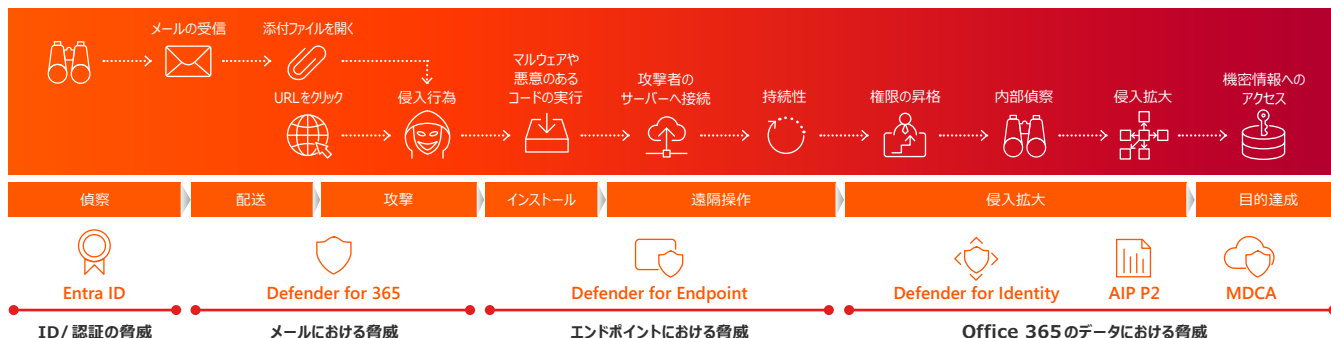 メールの受信
添付ファイルを開く
URLをクリック
侵入行為
マルウェアや
悪意のある
コードの実行
攻撃者の
サーバーへ接続
持続性
権限の昇格
内部偵察
侵入拡大
機密情報への
アクセス
偵察
配送
攻撃
インストール
遠隔操作
侵入拡大
目的達成
Entra ID
Defender for 365
Defender for Endpoint
Defender for Identity
AIP P2
MDCA
ID/認証の脅威
メールにおける脅威
エンドポイントにおける脅威
Office 365のデータにおける脅威